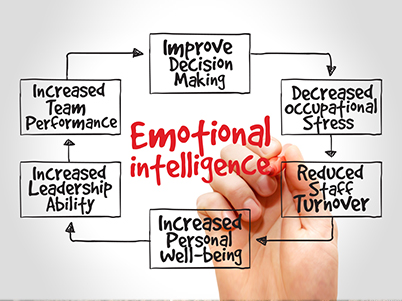 Improve
Decision
Making
Decreased
Occupational
Stress
Reduced
Staff
Turnover
Increased
Personal
Well-being
Increased
Leadership
Ability
Increased
Team
Performance
Emotional
intelligence